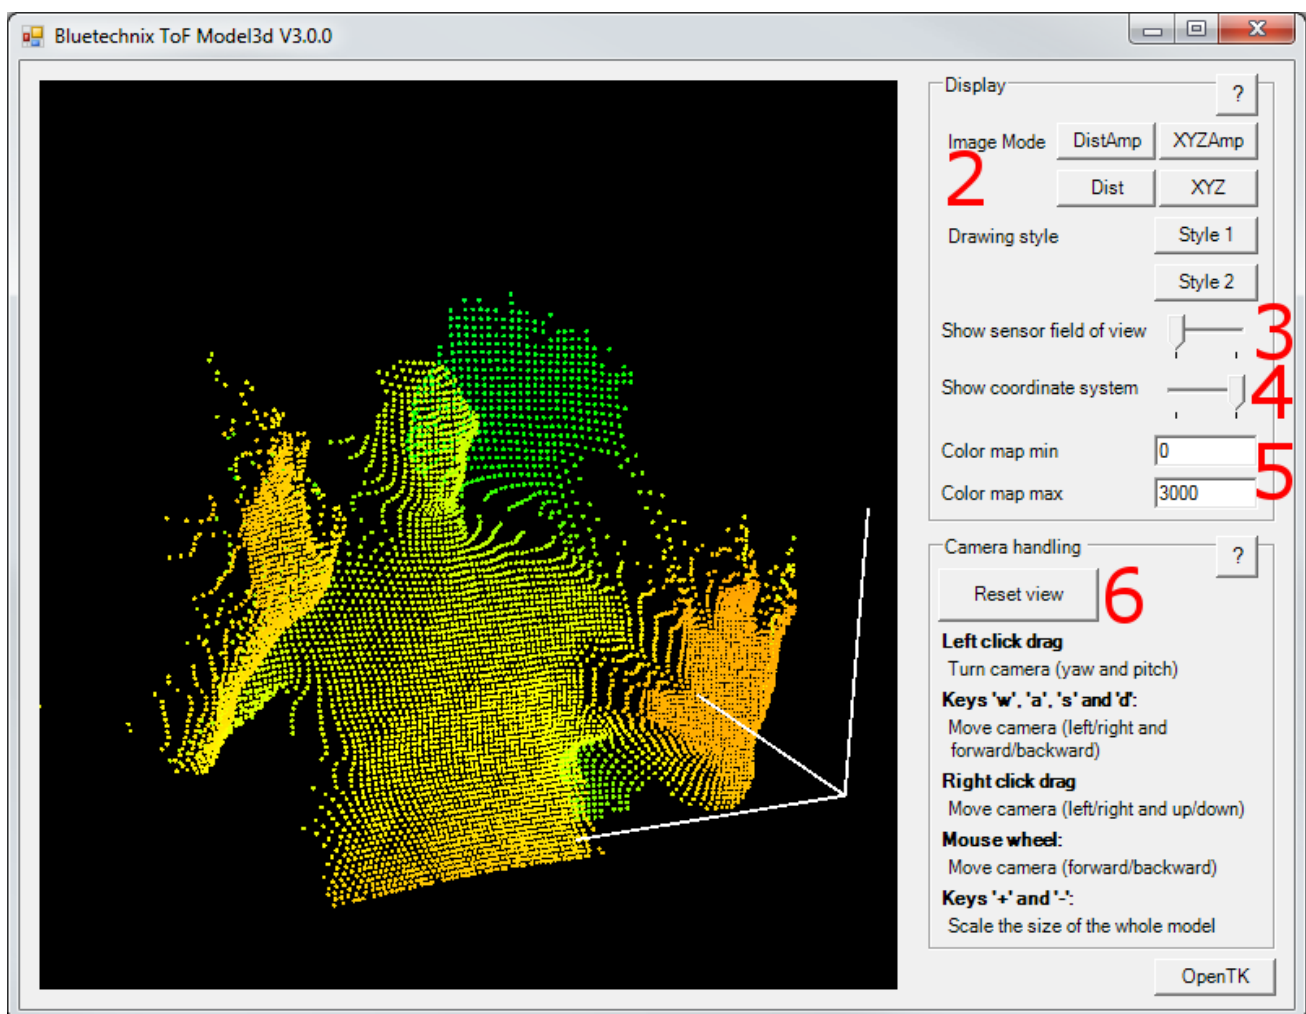 Bluetechnix ToF Model3d V3.0.0
Display
?
Image Mode
DistAmp
XYZAmp
2
Dist
XYZ
Drawing style
Style 1
Style 2
Show sensor field of view
3
Show coordinate system
4
Color map min
0
5
Color map max
3000
Camera handling
?
Reset view
6
Left click drag
Turn camera (yaw and pitch)
Keys 'w', 'a', 's' and 'd':
Move camera (left/right and
forward/backward)
Right click drag
Move camera (left/right and up/down)
Mouse wheel:
Move camera (forward/backward)
Keys '+' and '-':
Scale the size of the whole model
OpenTK